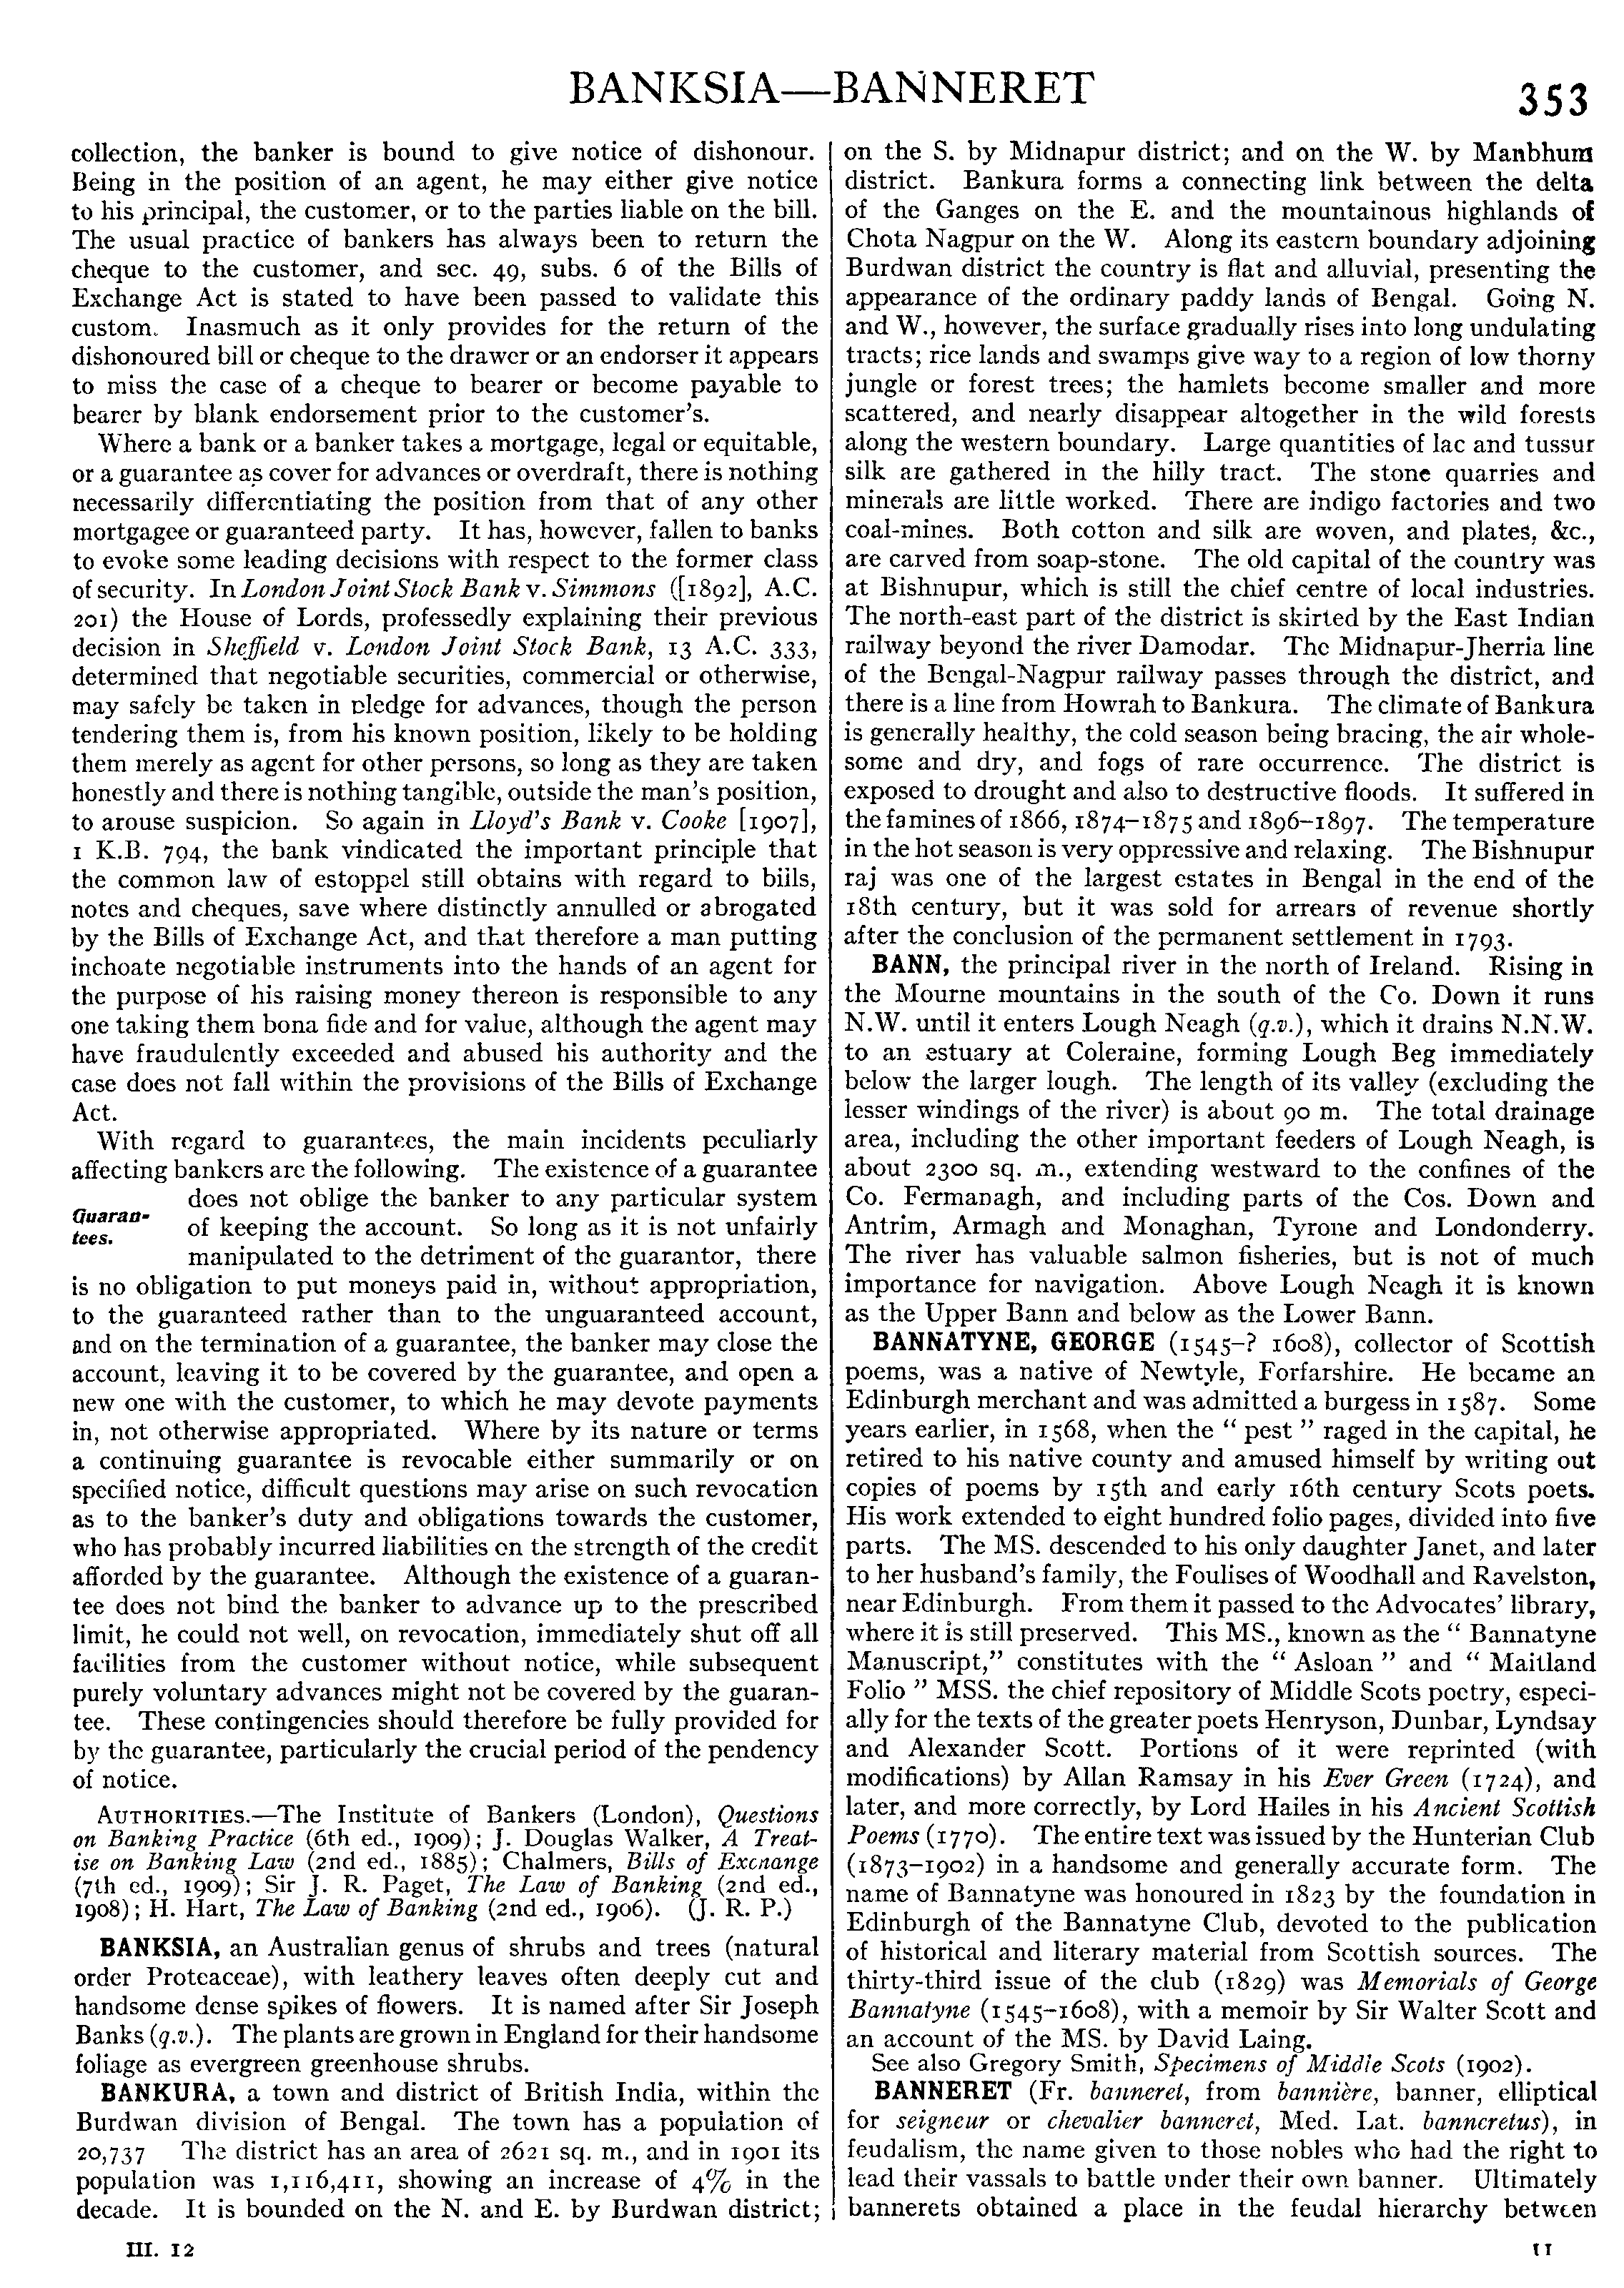 BANKSIA—BANNERET
353
collection, the banker is bound to give notice of dishonour.
Being in the position of an agent, he may either give notice
to his principal, the customer, or to the parties liable on the bill.
The usual practice of bankers has always been to return the
cheque to the customer, and sec. 49, subs. 6 of the Bills of
Exchange Act is stated to have been passed to validate this
custom. Inasmuch as it only provides for the return of the
dishonoured bill or cheque to the drawer or an endorser it appears
to miss the case of a cheque to bearer or become payable to
bearer by blank endorsement prior to the customer's.
Where a bank or a banker takes a mortgage, legal or equitable,
or a guarantee as cover for advances or overdraft, there is nothing
necessarily differentiating the position from that of any other
mortgagee or guaranteed party. It has, however, fallen to banks
to evoke some leading decisions with respect to the former class
of security. In London Joint Stock Bank v. Simmons ([1892], A.C.
201) the House of Lords, professedly explaining their previous
decision in Sheffield v. London Joint Stock Bank, 13 A.C. 333,
determined that negotiable securities, commercial or otherwise,
may safely be taken in pledge for advances, though the person
tendering them is, from his known position, likely to be holding
them merely as agent for other persons, so long as they are taken
honestly and there is nothing tangible, outside the man's position,
to arouse suspicion. So again in Lloyd's Bank v. Cooke [1907],
1 K.B. 794, the bank vindicated the important principle that
the common law of estoppel still obtains with regard to bills,
notes and cheques, save where distinctly annulled or abrogated
by the Bills of Exchange Act, and that therefore a man putting
inchoate negotiable instruments into the hands of an agent for
the purpose of his raising money thereon is responsible to any
one taking them bona fide and for value, although the agent may
have fraudulently exceeded and abused his authority and the
case does not fall within the provisions of the Bills of Exchange
Act.
With regard to guarantees, the main incidents peculiarly
affecting bankers are the following. The existence of a guarantee
does not oblige the banker to any particular system
Guaran-
of keeping the account. So long as it is not unfairly
tees.
manipulated to the detriment of the guarantor, there
is no obligation to put moneys paid in, without appropriation,
to the guaranteed rather than to the unguaranteed account,
and on the termination of a guarantee, the banker may close the
account, leaving it to be covered by the guarantee, and open a
new one with the customer, to which he may devote payments
in, not otherwise appropriated. Where by its nature or terms
a continuing guarantee is revocable either summarily or on
specified notice, difficult questions may arise on such revocation
as to the banker's duty and obligations towards the customer,
who has probably incurred liabilities on the strength of the credit
afforded by the guarantee. Although the existence of a guaran-
tee does not bind the banker to advance up to the prescribed
limit, he could not well, on revocation, immediately shut off all
facilities from the customer without notice, while subsequent
purely voluntary advances might not be covered by the guaran-
tee. These contingencies should therefore be fully provided for
by the guarantee, particularly the crucial period of the pendency
of notice.
AUTHORITIES.—The Institute of Bankers (London), Questions
on Banking Practice (6th ed., 1909); J. Douglas Walker, A Treat-
ise on Banking Law (2nd ed., 1885); Chalmers, Bills of Exchange
(7th ed., 1909); Sir J. R. Paget, The Law of Banking (2nd ed.,
1908); H. Hart, The Law of Banking (2nd ed., 1906). (J. R. P.)
BANKSIA, an Australian genus of shrubs and trees (natural
order Proteaceae), with leathery leaves often deeply cut and
handsome dense spikes of flowers. It is named after Sir Joseph
Banks (q.v.). The plants are grown in England for their handsome
foliage as evergreen greenhouse shrubs.
BANKURA, a town and district of British India, within the
Burdwan division of Bengal. The town has a population of
20,737 The district has an area of 2621 sq. m., and in 1901 its
population was 1,116,411, showing an increase of 4% in the
decade. It is bounded on the N. and E. by Burdwan district;
on the S. by Midnapur district; and on the W. by Manbhum
district. Bankura forms a connecting link between the delta
of the Ganges on the E. and the mountainous highlands of
Chota Nagpur on the W. Along its eastern boundary adjoining
Burdwan district the country is flat and alluvial, presenting the
appearance of the ordinary paddy lands of Bengal. Going N.
and W., however, the surface gradually rises into long undulating
tracts; rice lands and swamps give way to a region of low thorny
jungle or forest trees; the hamlets become smaller and more
scattered, and nearly disappear altogether in the wild forests
along the western boundary. Large quantities of lac and tussur
silk are gathered in the hilly tract. The stone quarries and
minerals are little worked. There are indigo factories and two
coal-mines. Both cotton and silk are woven, and plates, &c.,
are carved from soap-stone. The old capital of the country was
at Bishnupur, which is still the chief centre of local industries.
The north-east part of the district is skirted by the East Indian
railway beyond the river Damodar. The Midnapur-Jherria line
of the Bengal-Nagpur railway passes through the district, and
there is a line from Howrah to Bankura. The climate of Bankura
is generally healthy, the cold season being bracing, the air whole-
some and dry, and fogs of rare occurrence. The district is
exposed to drought and also to destructive floods. It suffered in
the famines of 1866, 1874–1875 and 1896–1897. The temperature
in the hot season is very oppressive and relaxing. The Bishnupur
raj was one of the largest estates in Bengal in the end of the
18th century, but it was sold for arrears of revenue shortly
after the conclusion of the permanent settlement in 1793.
BANN, the principal river in the north of Ireland. Rising in
the Mourne mountains in the south of the Co. Down it runs
N.W. until it enters Lough Neagh (q.v.), which it drains N.N.W.
to an estuary at Coleraine, forming Lough Beg immediately
below the larger lough. The length of its valley (excluding the
lesser windings of the river) is about 90 m. The total drainage
area, including the other important feeders of Lough Neagh, is
about 2300 sq. m., extending westward to the confines of the
Co. Fermanagh, and including parts of the Cos. Down and
Antrim, Armagh and Monaghan, Tyrone and Londonderry.
The river has valuable salmon fisheries, but is not of much
importance for navigation. Above Lough Neagh it is known
as the Upper Bann and below as the Lower Bann.
BANNATYNE, GEORGE (1545–? 1608), collector of Scottish
poems, was a native of Newtyle, Forfarshire. He became an
Edinburgh merchant and was admitted a burgess in 1587. Some
years earlier, in 1568, when the " pest " raged in the capital, he
retired to his native county and amused himself by writing out
copies of poems by 15th and early 16th century Scots poets.
His work extended to eight hundred folio pages, divided into five
parts. The MS. descended to his only daughter Janet, and later
to her husband's family, the Foulises of Woodhall and Ravelston,
near Edinburgh. From them it passed to the Advocates' library,
where it is still preserved. This MS., known as the " Bannatyne
Manuscript," constitutes with the " Asloan " and " Maitland
Folio " MSS. the chief repository of Middle Scots poetry, especi-
ally for the texts of the greater poets Henryson, Dunbar, Lyndsay
and Alexander Scott. Portions of it were reprinted (with
modifications) by Allan Ramsay in his Ever Green (1724), and
later, and more correctly, by Lord Hailes in his Ancient Scottish
Poems (1770). The entire text was issued by the Hunterian Club
(1873–1902) in a handsome and generally accurate form. The
name of Bannatyne was honoured in 1823 by the foundation in
Edinburgh of the Bannatyne Club, devoted to the publication
of historical and literary material from Scottish sources. The
thirty-third issue of the club (1829) was Memorials of George
Bannatyne (1545–1608), with a memoir by Sir Walter Scott and
an account of the MS. by David Laing.
See also Gregory Smith, Specimens of Middle Scots (1902).
BANNERET (Fr. banneret, from bannière, banner, elliptical
for seigneur or chevalier banneret, Med. Lat. banneretus), in
feudalism, the name given to those nobles who had the right to
lead their vassals to battle under their own banner. Ultimately
bannerets obtained a place in the feudal hierarchy between
III. 12
11